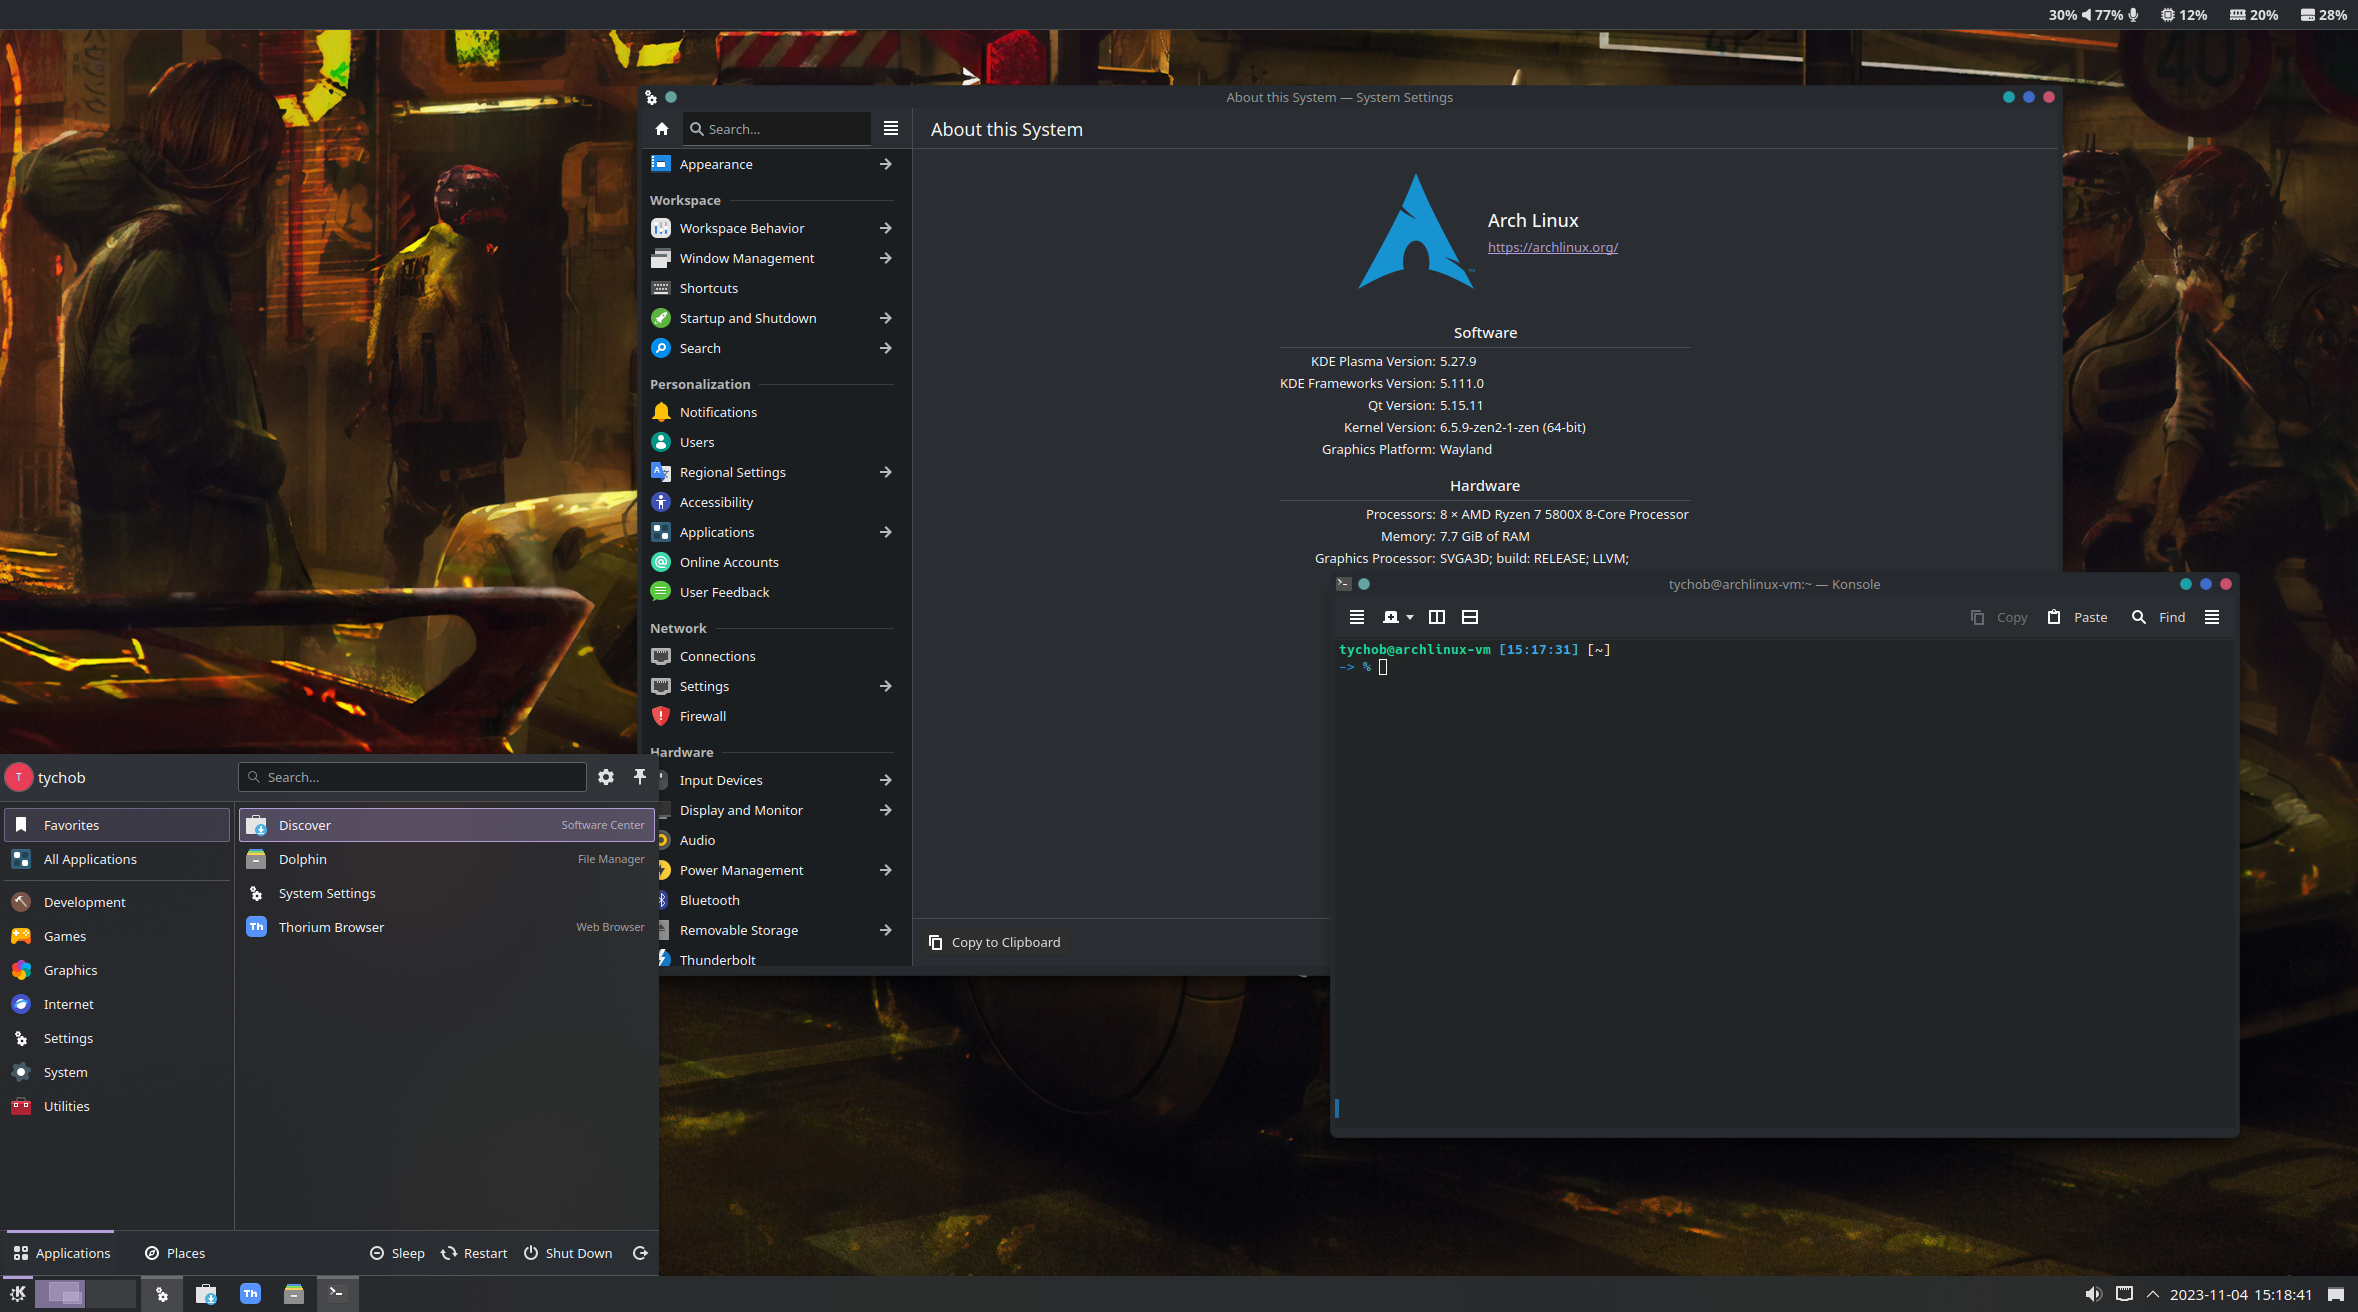 30% 77% 12% 20% 28%
About this System — System Settings
Search...
About this System
Appearance
Workspace
Workspace Behavior
Window Management
Shortcuts
Startup and Shutdown
Search
Personalization
Notifications
Users
Regional Settings
Accessibility
Applications
Online Accounts
User Feedback
Network
Connections
Settings
Firewall
Hardware
Input Devices
Display and Monitor
Audio
Power Management
Bluetooth
Removable Storage
Thunderbolt
Arch Linux
https://archlinux.org/
Software
KDE Plasma Version: 5.27.9
KDE Frameworks Version: 5.111.0
Qt Version: 5.15.11
Kernel Version: 6.5.9-zen2-1-zen (64-bit)
Graphics Platform: Wayland
Hardware
Processors: 8 × AMD Ryzen 7 5800X 8-Core Processor
Memory: 7.7 GiB of RAM
Graphics Processor: SVGA3D; build: RELEASE; LLVM;
Copy to Clipboard
tychob@archlinux-vm:~ — Konsole
Copy Paste Find
tychob@archlinux-vm [15:17:31] [~]
-> %
T tychob
Search...
Favorites
All Applications
Development
Games
Graphics
Internet
Settings
System
Utilities
Discover Software Center
Dolphin File Manager
System Settings
Th Thorium Browser Web Browser
Applications Places Sleep Restart Shut Down
Th
2023-11-04 15:18:41
40